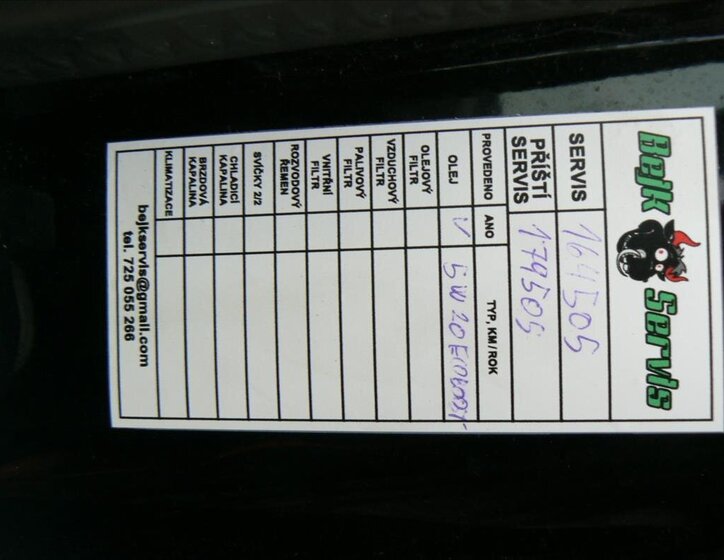 Bejk Servis
SERVIS 164505
PŘÍŠTÍ SERVIS 179505
PROVEDENO ANO TYP, KM / ROK
OLEJ V 5W20 Ecoboost
OLEJOVÝ FILTR
VZDUCHOVÝ FILTR
PALIVOVÝ FILTR
VNITŘNÍ FILTR
ROZVODOVÝ ŘEMEN
SVÍČKY 2/2
CHLADICÍ KAPALINA
BRZDOVÁ KAPALINA
KLIMATIZACE
bejkservis@gmail.com
tel. 725 055 266